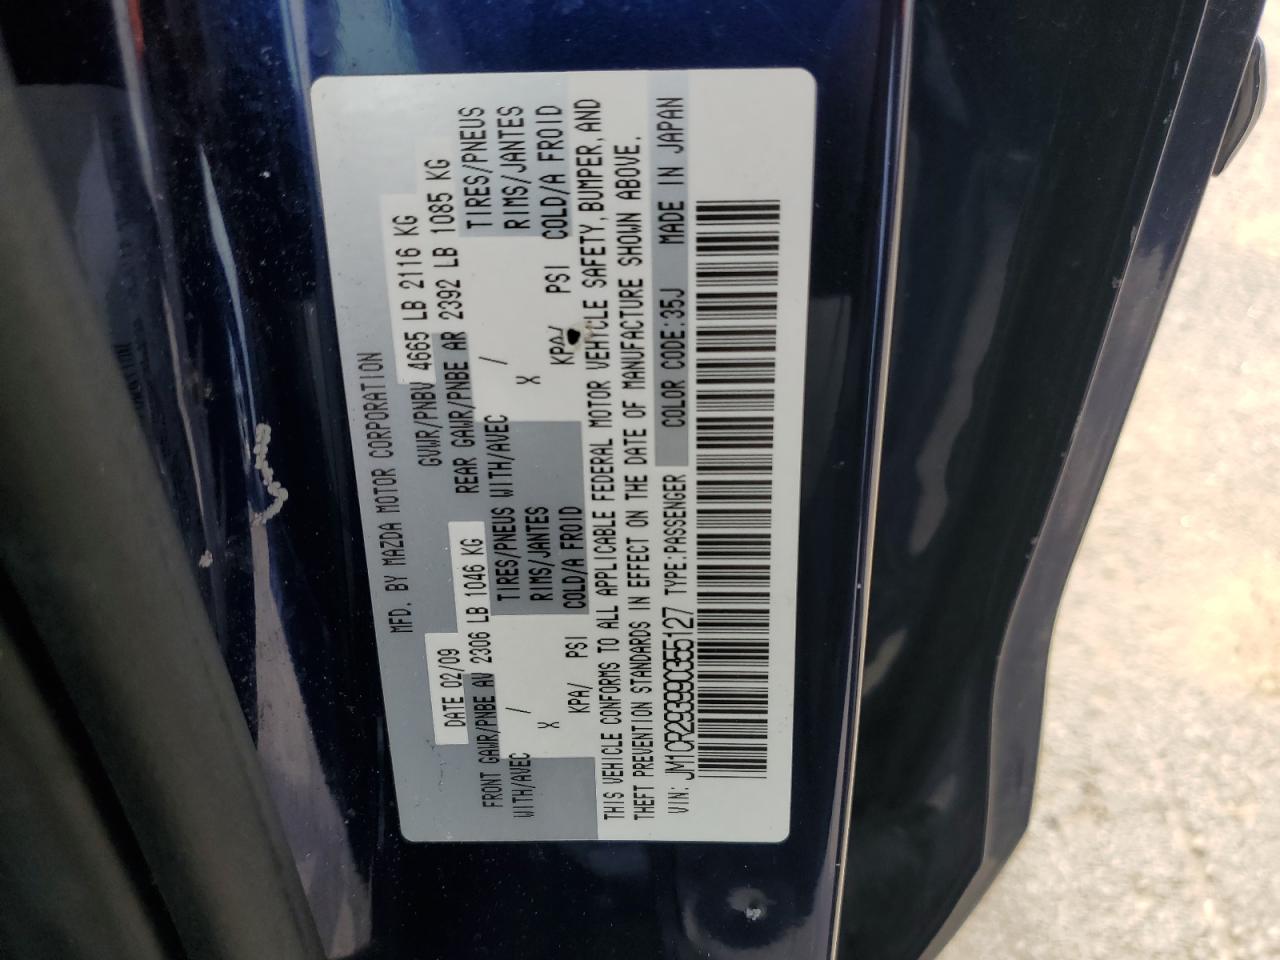 MFD. BY MAZDA MOTOR CORPORATION
DATE 02/09 GVWR/PNBV 4665 LB 2116 KG
FRONT GAWR/PNBE AV 2306 LB 1046 KG REAR GAWR/PNBE AR 2392 LB 1085 KG
WITH/AVEC / TIRES/PNEUS WITH/AVEC / TIRES/PNEUS
X RIMS/JANTES X RIMS/JANTES
KPA/ PSI COLD/A FROID KPA/ PSI COLD/A FROID
THIS VEHICLE CONFORMS TO ALL APPLICABLE FEDERAL MOTOR VEHICLE SAFETY, BUMPER, AND
THEFT PREVENTION STANDARDS IN EFFECT ON THE DATE OF MANUFACTURE SHOWN ABOVE.
VIN: JM1CR293990355127 TYPE:PASSENGER COLOR CODE:35J MADE IN JAPAN